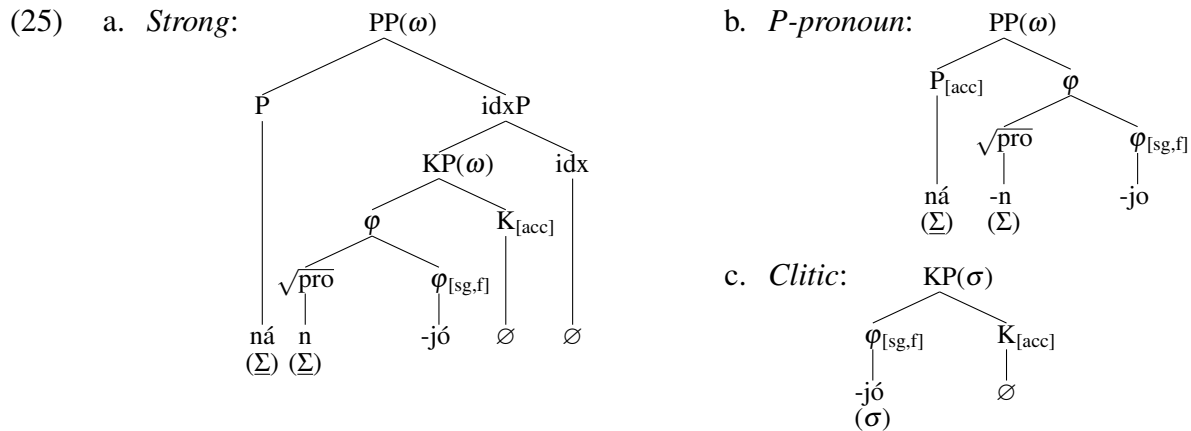 (25) a. Strong: PP(ω) b. P-pronoun: PP(ω)
P idxP P[acc] φ
KP(ω) idx √pro φ[sg,f]
φ K[acc] ná -n -jo
(Σ̲) (Σ)
√pro φ[sg,f] c. Clitic: KP(σ)
φ[sg,f] K[acc]
ná n -jó ∅ ∅
(Σ̲) (Σ̲)
-jó ∅
(σ)